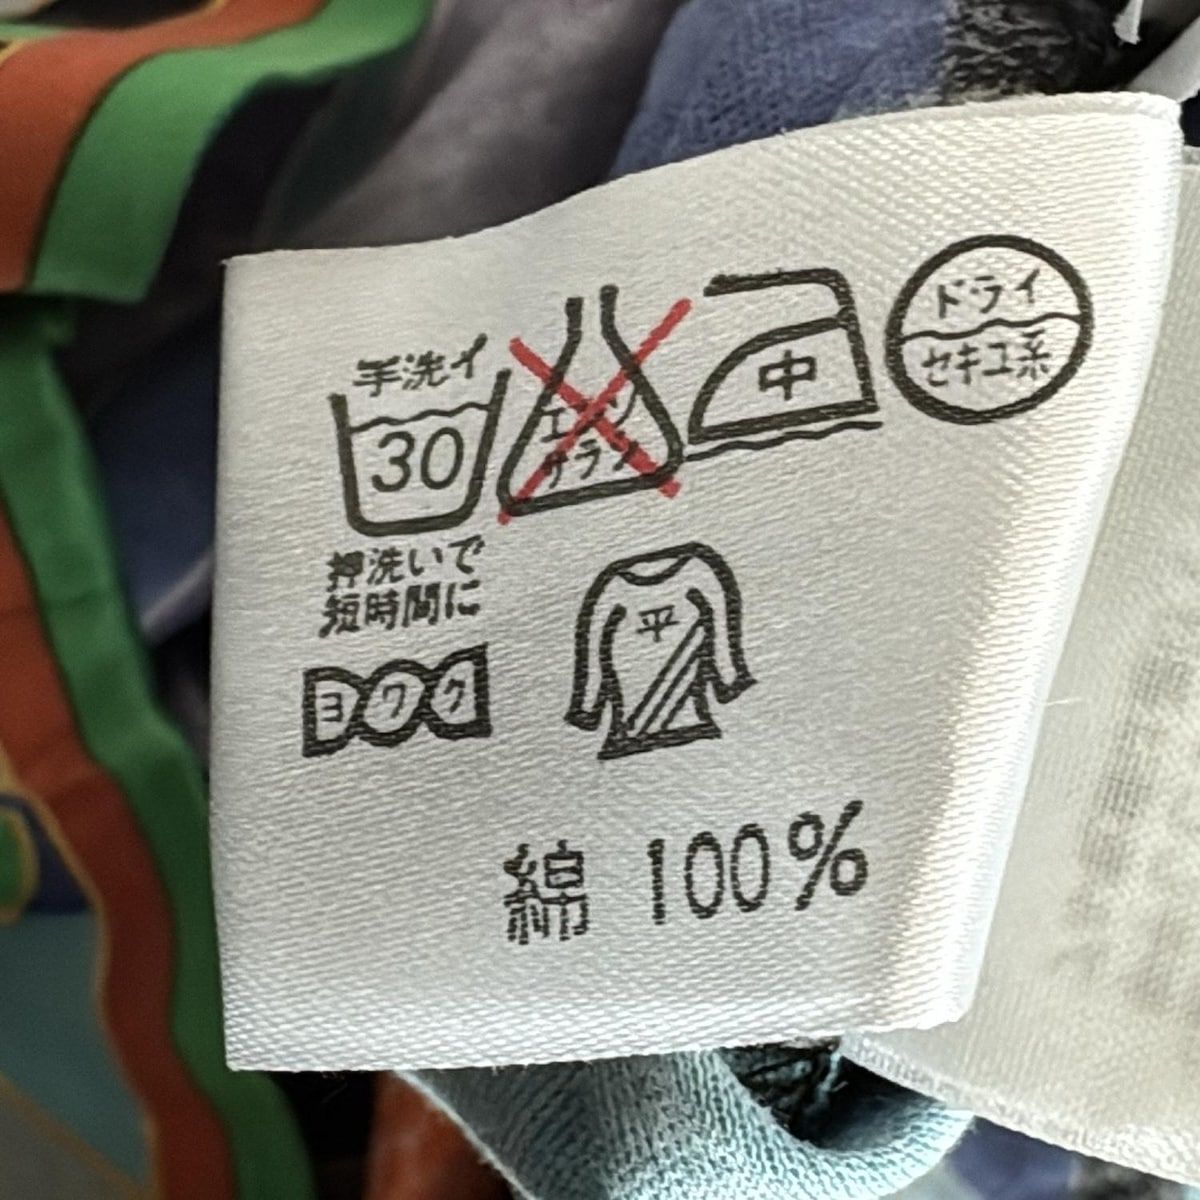 手洗イ
30
エンソ
サラシ
中
ドライ
セキユ系
押洗いで
短時間に
ヨワク
平
綿 100%